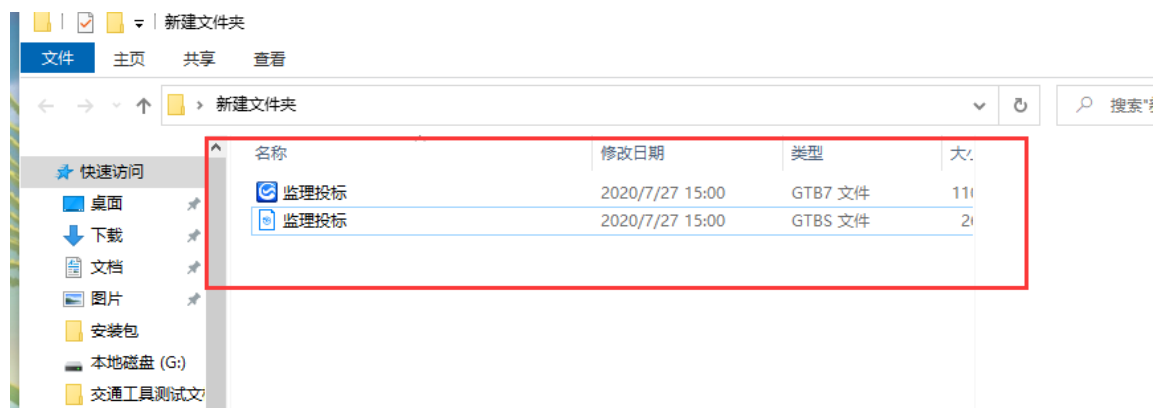 新建文件夹
文件 主页 共享 查看
新建文件夹 搜索"
名称 修改日期 类型
快速访问
监理投标 2020/7/27 15:00 GTB7 文件 11
桌面
监理投标 2020/7/27 15:00 GTBS 文件 2
下载
文档
图片
安装包
本地磁盘 (G:)
交通工具测试文